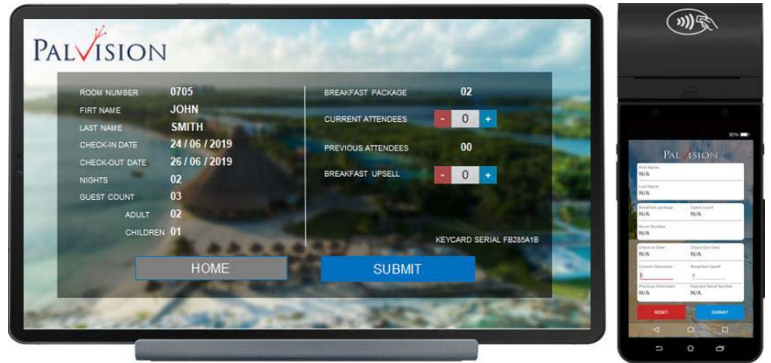 PALVISION
ROOM NUMBER 0705
FIRT NAME JOHN
LAST NAME SMITH
CHECK-IN DATE 24 / 06 / 2019
CHECK-OUT DATE 26 / 06 / 2019
NIGHTS 02
GUEST COUNT 03
ADULT 02
CHILDREN 01
BREAKFAST PACKAGE 02
CURRENT ATTENDEES - 0 +
PREVIOUS ATTENDEES 00
BREAKFAST UPSELL - 0 +
KEYCARD SERIAL FB285A1B
HOME
SUBMIT
PALVISION
First Name
N/A
Last Name
N/A
Breakfast package Guest Count
N/A N/A
Room Number
N/A
Check-in Date Check-Out Date
N/A N/A
Current Attendees Breakfast Upsell
Previous Attendees Keycard Serial Number
N/A N/A
RESET SUBMIT